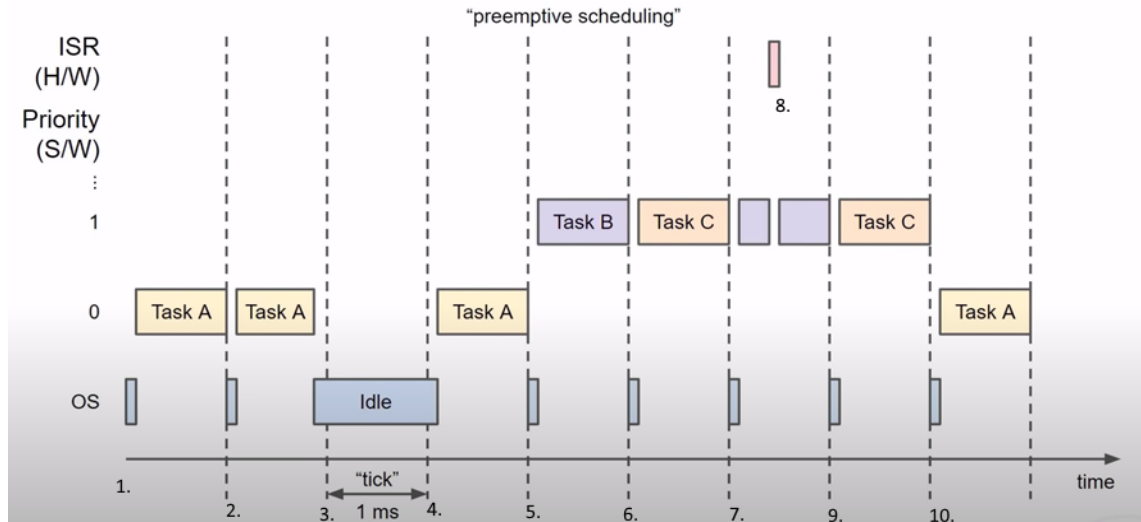 “preemptive scheduling”
ISR
(H/W)
8.
Priority
(S/W)
⋮
1
Task B
Task C
Task C
0
Task A
Task A
Task A
Task A
OS
Idle
time
1.
2.
3.
“tick”
1 ms
4.
5.
6.
7.
9.
10.